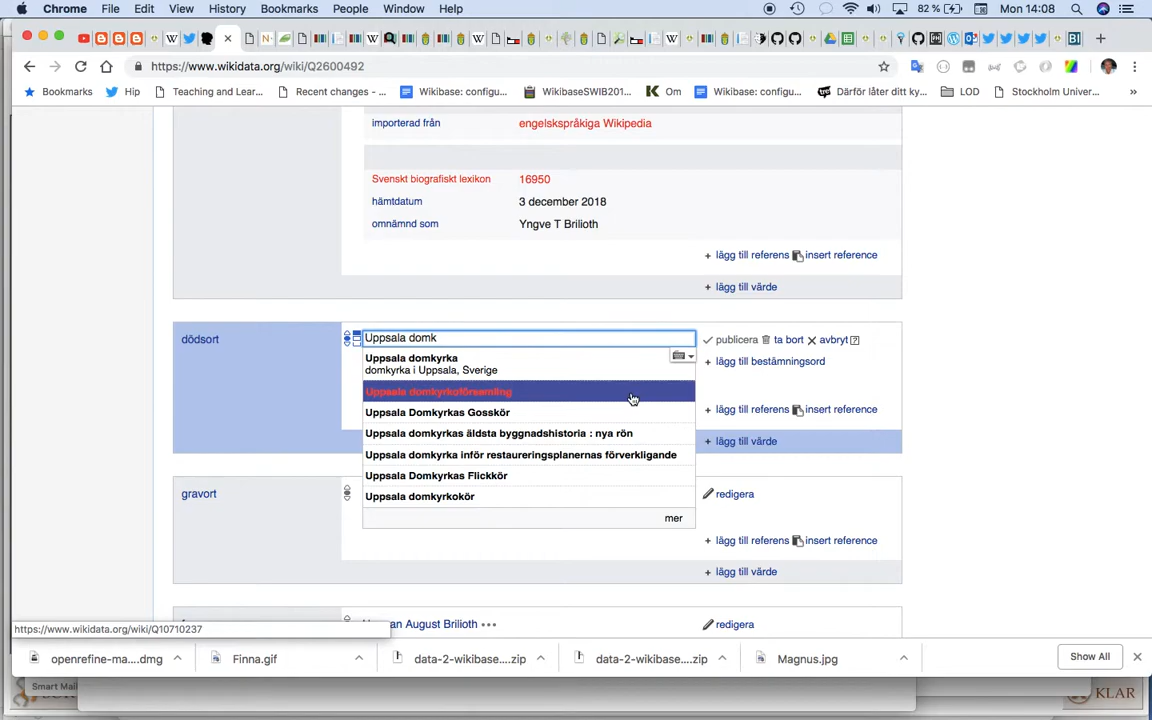 Chrome File Edit View History Bookmarks People Window Help 82 % Mon 14:08
https://www.wikidata.org/wiki/Q2600492
Bookmarks Hip Teaching and Lear... Recent changes - ... Wikibase: configu... WikibaseSWIB201... Om Wikibase: configu... Därför låter ditt ky... LOD Stockholm Univer... »
importerad från engelskspråkiga Wikipedia
Svenskt biografiskt lexikon 16950
hämtdatum 3 december 2018
omnämnd som Yngve T Brilioth
+ lägg till referens insert reference
+ lägg till värde
dödsort Uppsala domk publicera ta bort avbryt [?]
Uppsala domkyrka
domkyrka i Uppsala, Sverige
+ lägg till bestämningsord
Uppsala domkyrkoförsamling
Uppsala Domkyrkas Gosskör + lägg till referens insert reference
Uppsala domkyrkas äldsta byggnadshistoria : nya rön + lägg till värde
Uppsala domkyrka inför restaureringsplanernas förverkligande
Uppsala Domkyrkas Flickkör
Uppsala domkyrkokör
mer
gravort redigera
+ lägg till referens insert reference
+ lägg till värde
an August Brilioth redigera
https://www.wikidata.org/wiki/Q10710237
openrefine-ma....dmg Finna.gif data-2-wikibase....zip data-2-wikibase....zip Magnus.jpg Show All
Smart Mai KLAR